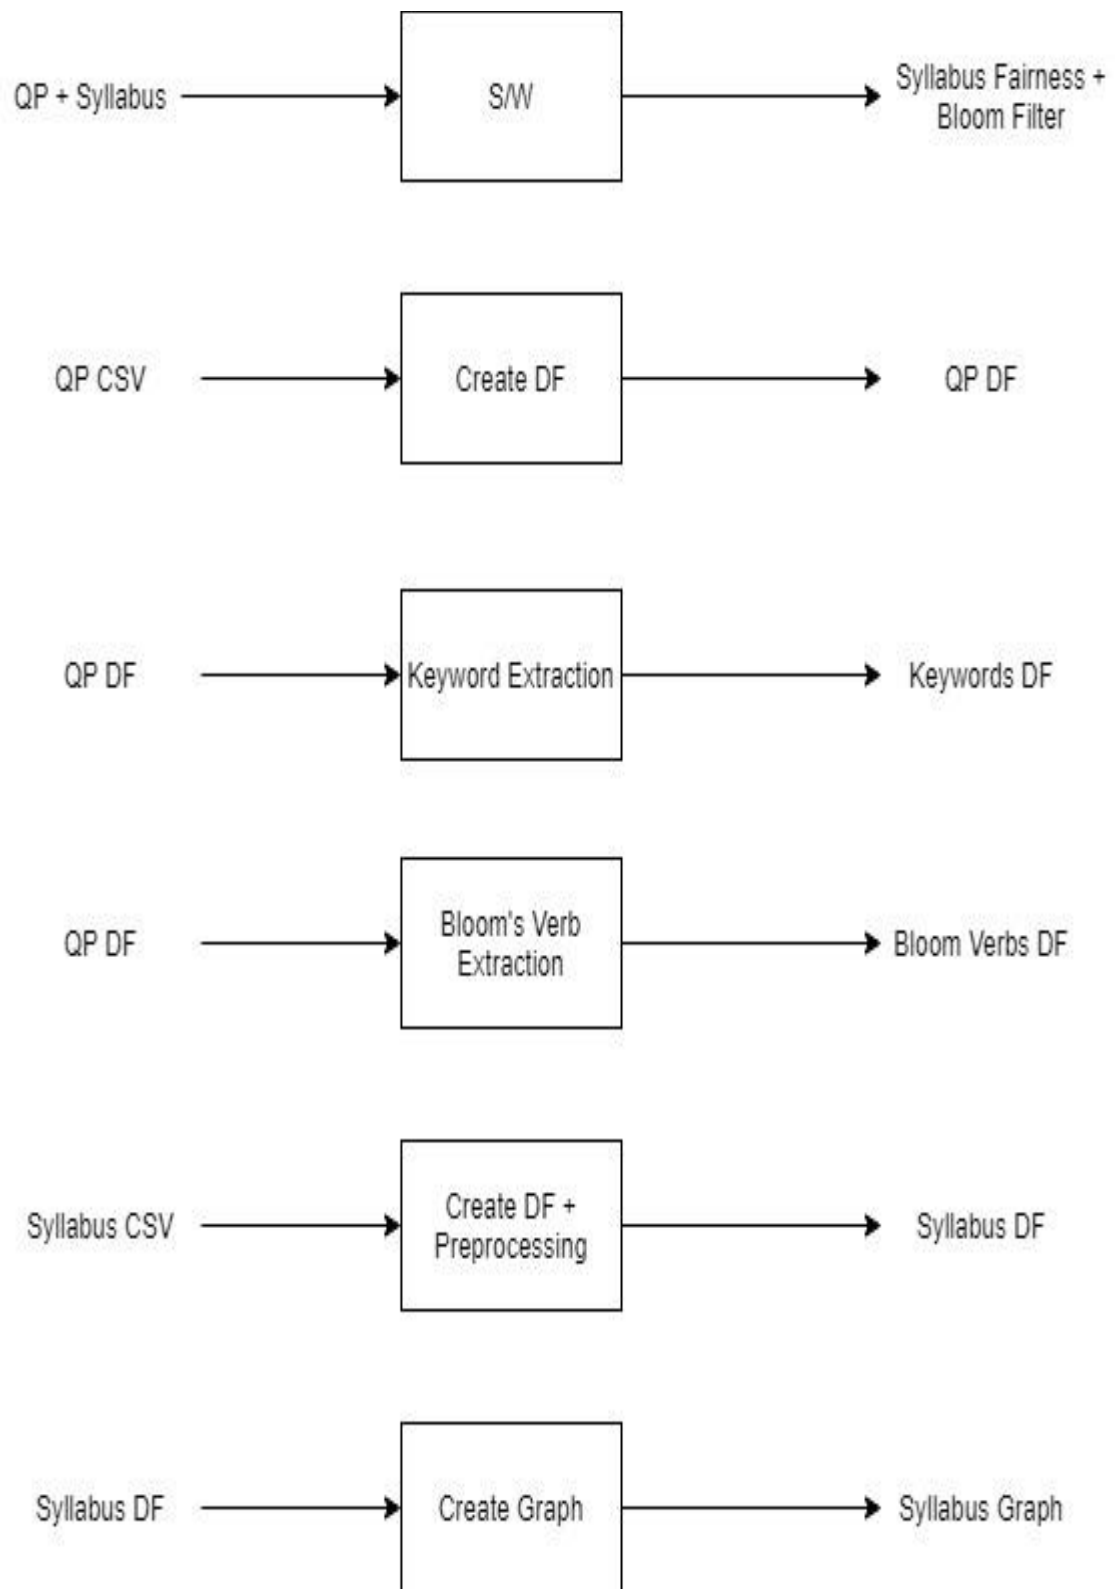 QP + Syllabus
S/W
Syllabus Fairness +
Bloom Filter
QP CSV
Create DF
QP DF
QP DF
Keyword Extraction
Keywords DF
QP DF
Bloom's Verb
Extraction
Bloom Verbs DF
Syllabus CSV
Create DF +
Preprocessing
Syllabus DF
Syllabus DF
Create Graph
Syllabus Graph